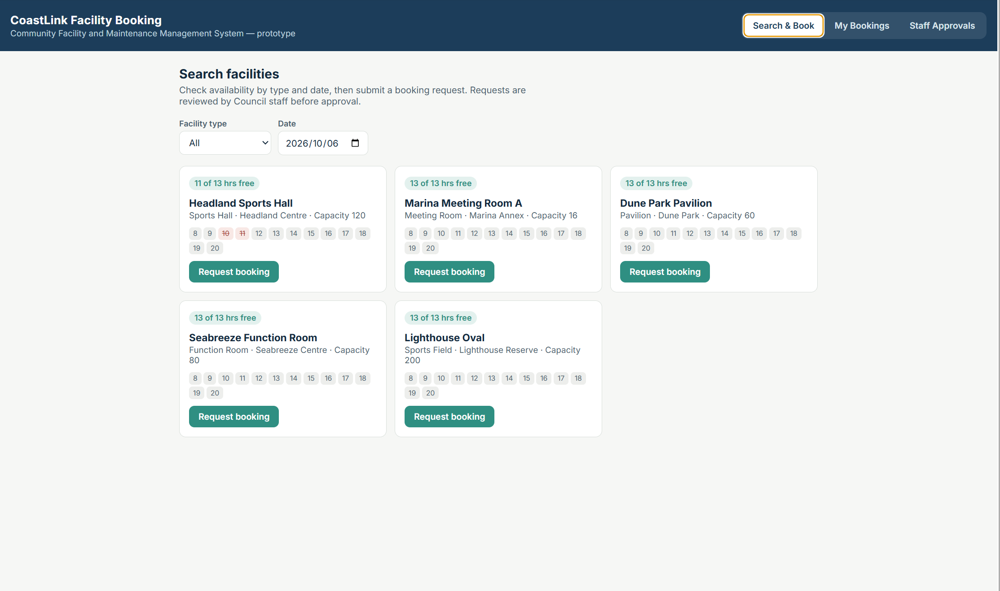 CoastLink Facility Booking
Community Facility and Maintenance Management System — prototype
Search & Book
My Bookings
Staff Approvals
Search facilities
Check availability by type and date, then submit a booking request. Requests are
reviewed by Council staff before approval.
Facility type
Date
All
2026/10/06
11 of 13 hrs free
Headland Sports Hall
Sports Hall · Headland Centre · Capacity 120
8 9 10 11 12 13 14 15 16 17 18
19 20
Request booking
13 of 13 hrs free
Marina Meeting Room A
Meeting Room · Marina Annex · Capacity 16
8 9 10 11 12 13 14 15 16 17 18
19 20
Request booking
13 of 13 hrs free
Dune Park Pavilion
Pavilion · Dune Park · Capacity 60
8 9 10 11 12 13 14 15 16 17 18
19 20
Request booking
13 of 13 hrs free
Seabreeze Function Room
Function Room · Seabreeze Centre · Capacity
80
8 9 10 11 12 13 14 15 16 17 18
19 20
Request booking
13 of 13 hrs free
Lighthouse Oval
Sports Field · Lighthouse Reserve · Capacity
200
8 9 10 11 12 13 14 15 16 17 18
19 20
Request booking